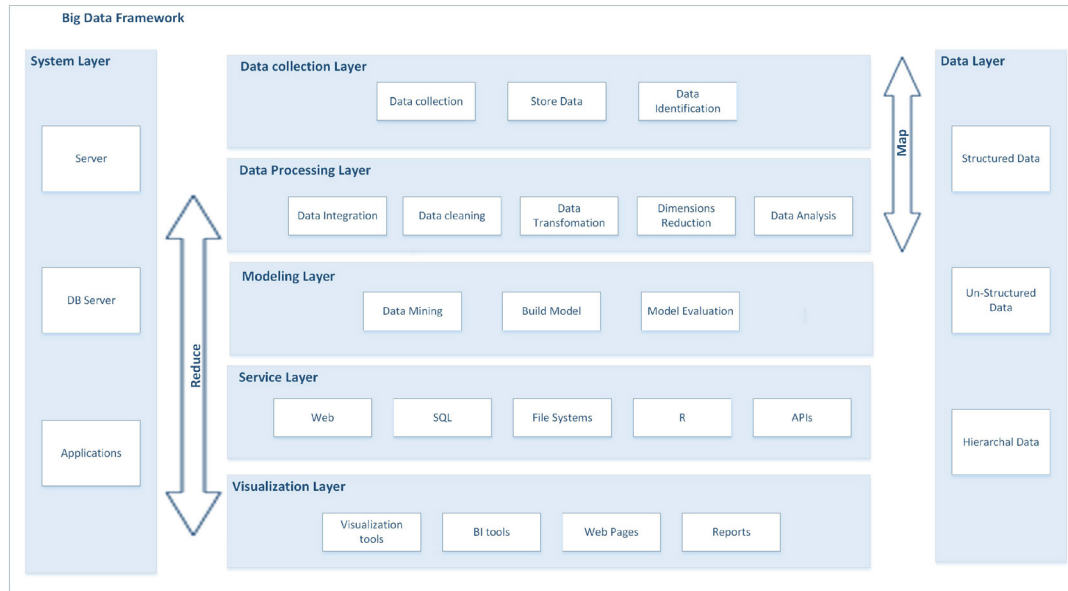 Big Data Framework
System Layer
Server
DB Server
Applications
Reduce
Data collection Layer
Data collection
Store Data
Data
Identification
Data Processing Layer
Data Integration
Data cleaning
Data
Transfomation
Dimensions
Reduction
Data Analysis
Modeling Layer
Data Mining
Build Model
Model Evaluation
Service Layer
Web
SQL
File Systems
R
APIs
Visualization Layer
Visualization
tools
BI tools
Web Pages
Reports
Map
Data Layer
Structured Data
Un-Structured
Data
Hierarchal Data